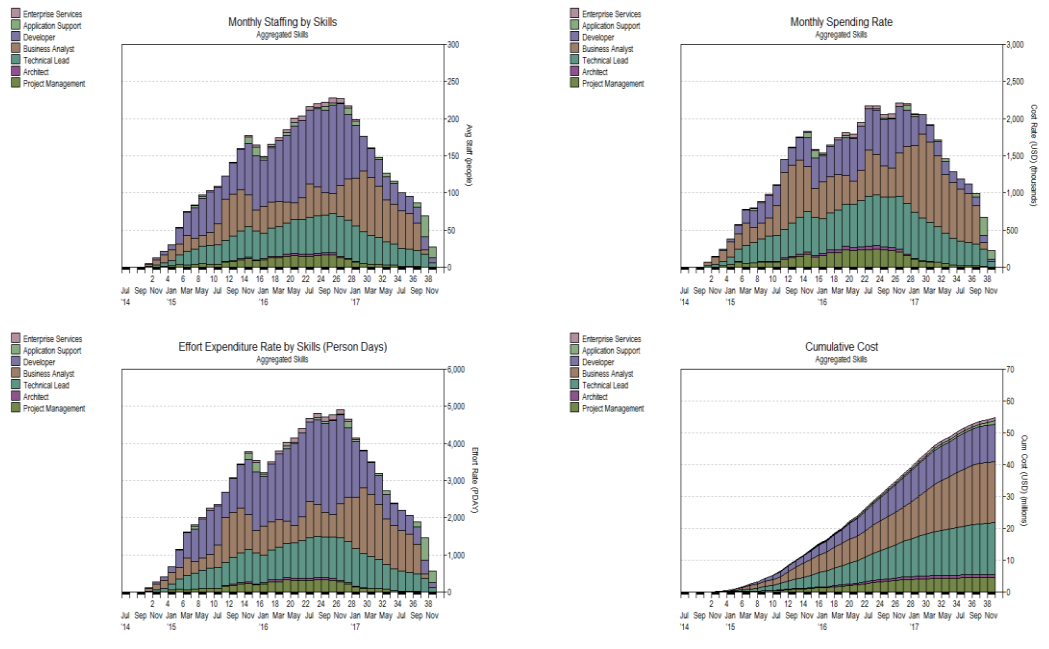 Enterprise Services
Application Support
Developer
Business Analyst
Technical Lead
Architect
Project Management
Monthly Staffing by Skills
Aggregated Skills
300
250
200
150
100
50
0
Avg Staff (people)
2 4 6 8 10 12 14 16 18 20 22 24 26 28 30 32 34 36 38
Jul Sep Nov Jan Mar May Jul Sep Nov Jan Mar May Jul Sep Nov Jan Mar May Jul Sep Nov
'14 '15 '16 '17
Enterprise Services
Application Support
Developer
Business Analyst
Technical Lead
Architect
Project Management
Monthly Spending Rate
Aggregated Skills
3,000
2,500
2,000
1,500
1,000
500
0
Cost Rate (USD) (thousands)
2 4 6 8 10 12 14 16 18 20 22 24 26 28 30 32 34 36 38
Jul Sep Nov Jan Mar May Jul Sep Nov Jan Mar May Jul Sep Nov Jan Mar May Jul Sep Nov
'14 '15 '16 '17
Enterprise Services
Application Support
Developer
Business Analyst
Technical Lead
Architect
Project Management
Effort Expenditure Rate by Skills (Person Days)
Aggregated Skills
6,000
5,000
4,000
3,000
2,000
1,000
0
Effort Rate (PDAY)
2 4 6 8 10 12 14 16 18 20 22 24 26 28 30 32 34 36 38
Jul Sep Nov Jan Mar May Jul Sep Nov Jan Mar May Jul Sep Nov Jan Mar May Jul Sep Nov
'14 '15 '16 '17
Enterprise Services
Application Support
Developer
Business Analyst
Technical Lead
Architect
Project Management
Cumulative Cost
Aggregated Skills
70
60
50
40
30
20
10
0
Cum Cost (USD) (millions)
2 4 6 8 10 12 14 16 18 20 22 24 26 28 30 32 34 36 38
Jul Sep Nov Jan Mar May Jul Sep Nov Jan Mar May Jul Sep Nov Jan Mar May Jul Sep Nov
'14 '15 '16 '17